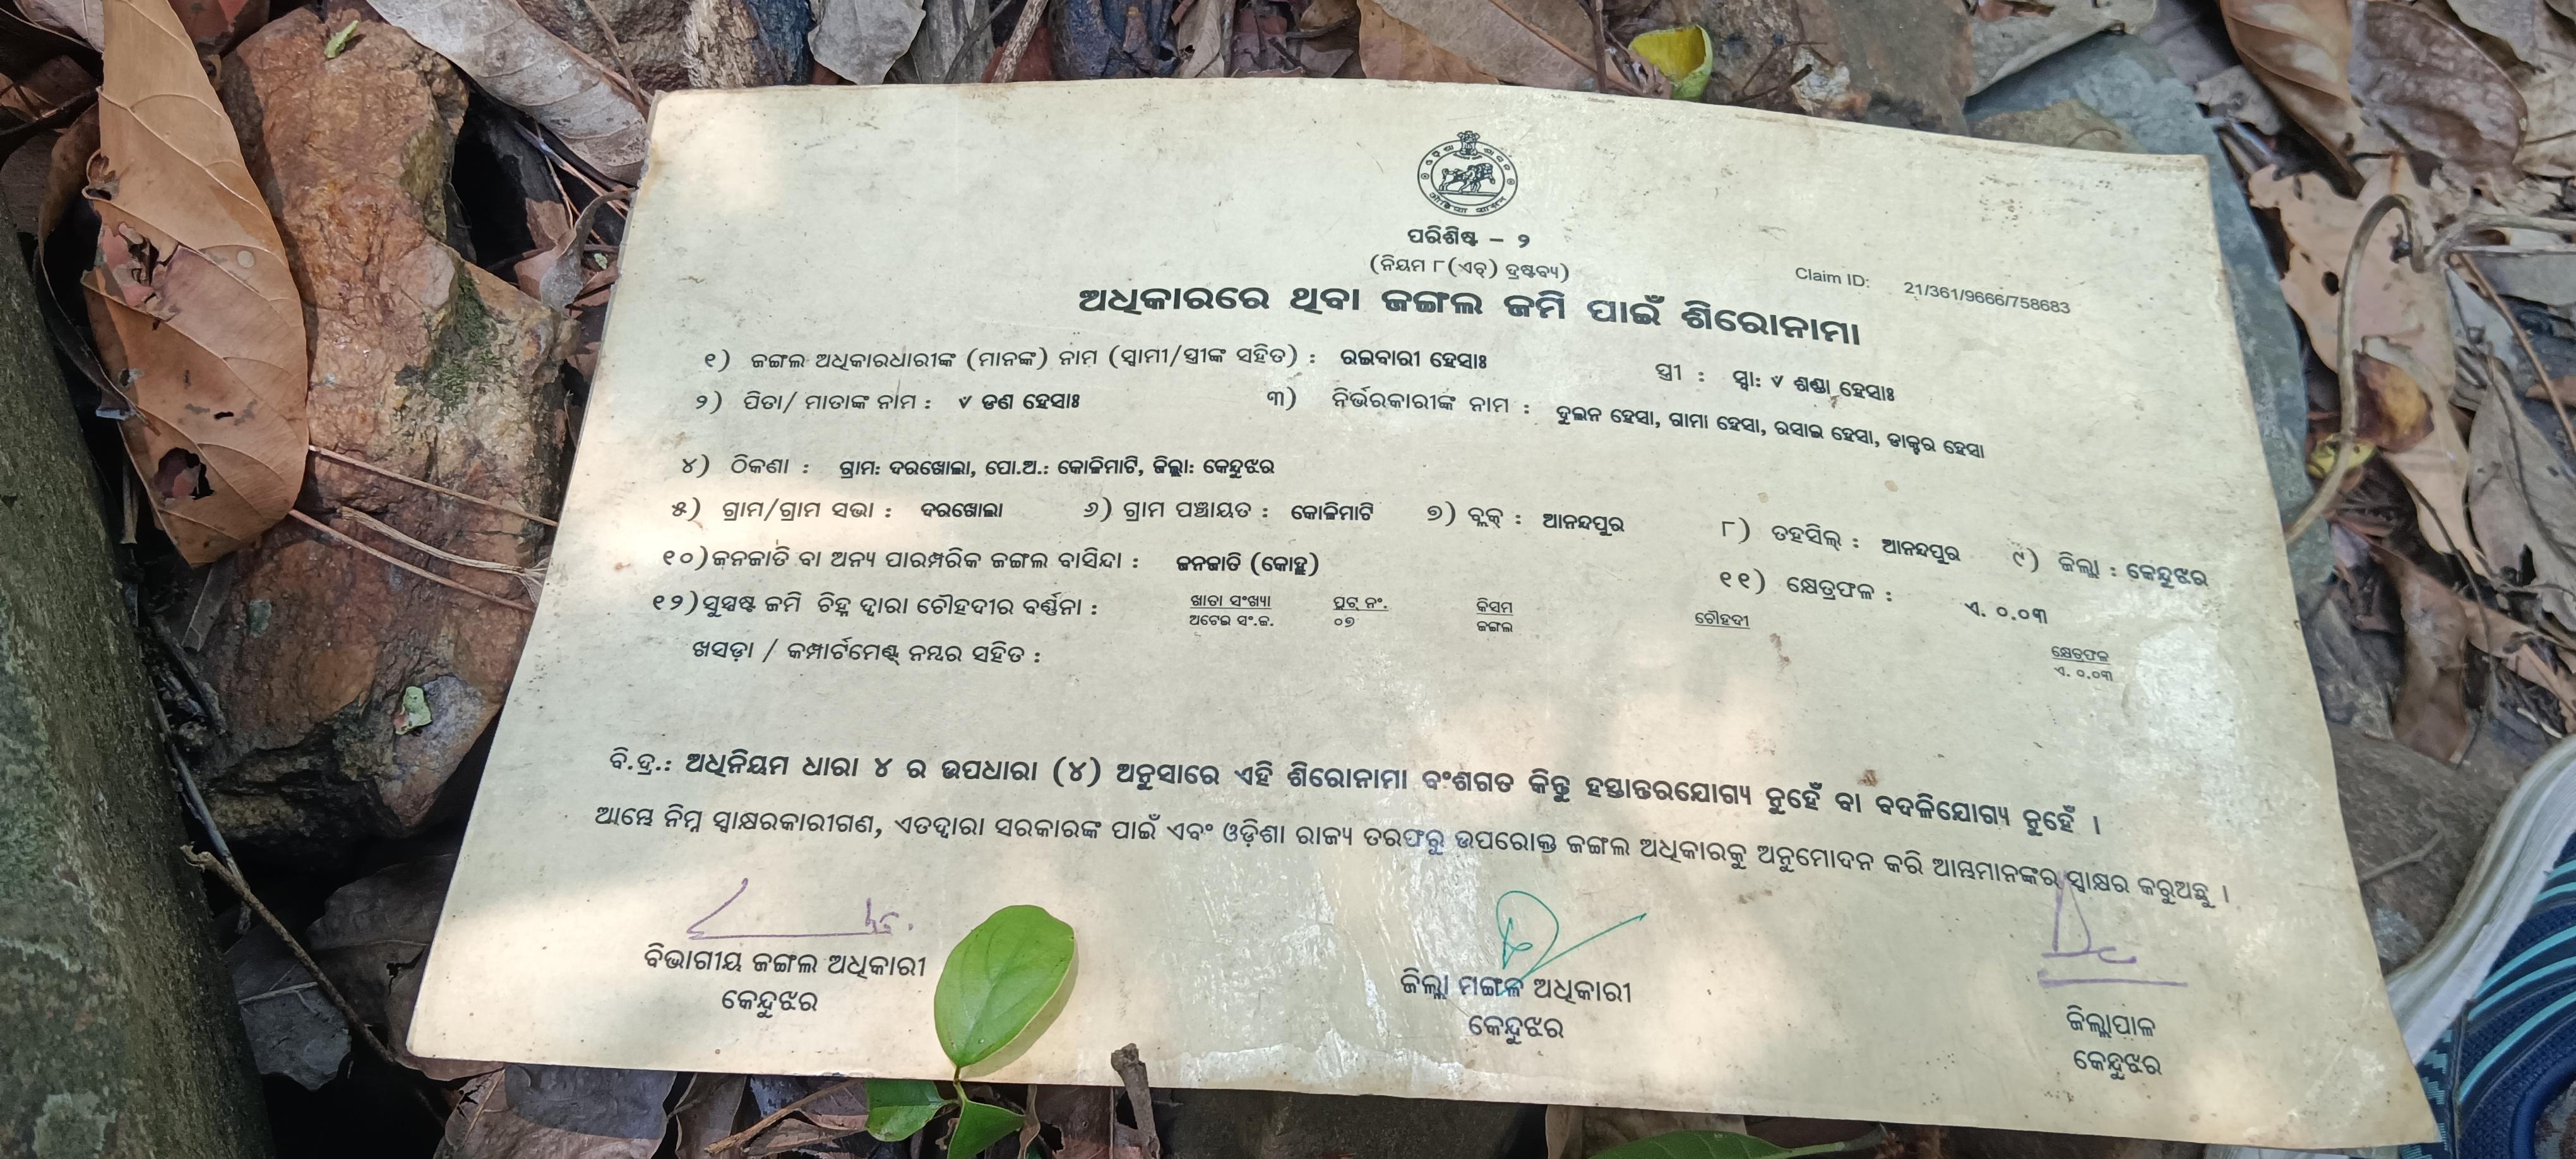 ପରିଶିଷ୍ଟ – ୨
(ନିୟମ ୮(ଏଚ୍) ଦ୍ରଷ୍ଟବ୍ୟ)
Claim ID: 21/361/9666/758683
ଅଧିକାରରେ ଥିବା ଜଙ୍ଗଲ ଜମି ପାଇଁ ଶିରୋନାମା
୧) ଜଙ୍ଗଲ ଅଧିକାରଧାରୀଙ୍କ (ମାନଙ୍କ) ନାମ (ସ୍ୱାମୀ/ସ୍ତ୍ରୀଙ୍କ ସହିତ) : ରଇବାରୀ ହେସାଃ ସ୍ତ୍ରୀ : ସ୍ୱା: ୰ ଶଣ୍ଡା ହେସାଃ
୨) ପିତା/ ମାତାଙ୍କ ନାମ : ୰ ଡଣ ହେସାଃ ୩) ନିର୍ଭରକାରୀଙ୍କ ନାମ : ଦୁଇନ ହେସା, ଗାମା ହେସା, ରସାଇ ହେସା, ଡାକ୍ତର ହେସା
୪) ଠିକଣା : ଗ୍ରାମ: ଦରଖୋଲା, ପୋ.ଅ.: କୋଳିମାଟି, ଜିଲ୍ଲା: କେନ୍ଦୁଝର
୫) ଗ୍ରାମ/ଗ୍ରାମ ସଭା : ଦରଖୋଲା ୬) ଗ୍ରାମ ପଞ୍ଚାୟତ : କୋଳିମାଟି ୭) ବ୍ଲକ୍ : ଆନନ୍ଦପୁର ୮) ତହସିଲ୍ : ଆନନ୍ଦପୁର ୯) ଜିଲ୍ଲା : କେନ୍ଦୁଝର
୧୦)ଜନଜାତି ବା ଅନ୍ୟ ପାରମ୍ପରିକ ଜଙ୍ଗଲ ବାସିନ୍ଦା : ଜନଜାତି (କୋହ୍ଲ) ୧୧) କ୍ଷେତ୍ରଫଳ : ଏ. ୦.୦୩
୧୨)ସୁସ୍ପଷ୍ଟ ଜମି ଚିହ୍ନ ଦ୍ୱାରା ଚୌହଦୀର ବର୍ଣ୍ଣନା : ଖାତା ସଂଖ୍ୟା ପ୍ଲଟ୍ ନଂ. କିସମ ଚୌହଦୀ କ୍ଷେତ୍ରଫଳ
ଅଟେଇ ସଂ.ଜ. ୦୭ ଜଙ୍ଗଲ ଏ. ୦.୦୩
ଖସଡ଼ା / କମ୍ପାର୍ଟମେଣ୍ଟ୍ ନମ୍ବର ସହିତ :
ବି.ଦ୍ର.: ଅଧିନିୟମ ଧାରା ୪ ର ଉପଧାରା (୪) ଅନୁସାରେ ଏହି ଶିରୋନାମା ବଂଶଗତ କିନ୍ତୁ ହସ୍ତାନ୍ତରଯୋଗ୍ୟ ନୁହେଁ ବା ବଦଳିଯୋଗ୍ୟ ନୁହେଁ ।
ଆମ୍ଭେ ନିମ୍ନ ସ୍ୱାକ୍ଷରକାରୀଗଣ, ଏତଦ୍ୱାରା ସରକାରଙ୍କ ପାଇଁ ଏବଂ ଓଡ଼ିଶା ରାଜ୍ୟ ତରଫରୁ ଉପରୋକ୍ତ ଜଙ୍ଗଲ ଅଧିକାରକୁ ଅନୁମୋଦନ କରି ଆମ୍ଭମାନଙ୍କର ସ୍ୱାକ୍ଷର କରୁଅଛୁ ।
ବିଭାଗୀୟ ଜଙ୍ଗଲ ଅଧିକାରୀ ଜିଲ୍ଲା ମଙ୍ଗଳ ଅଧିକାରୀ ଜିଲ୍ଲାପାଳ
କେନ୍ଦୁଝର କେନ୍ଦୁଝର କେନ୍ଦୁଝର